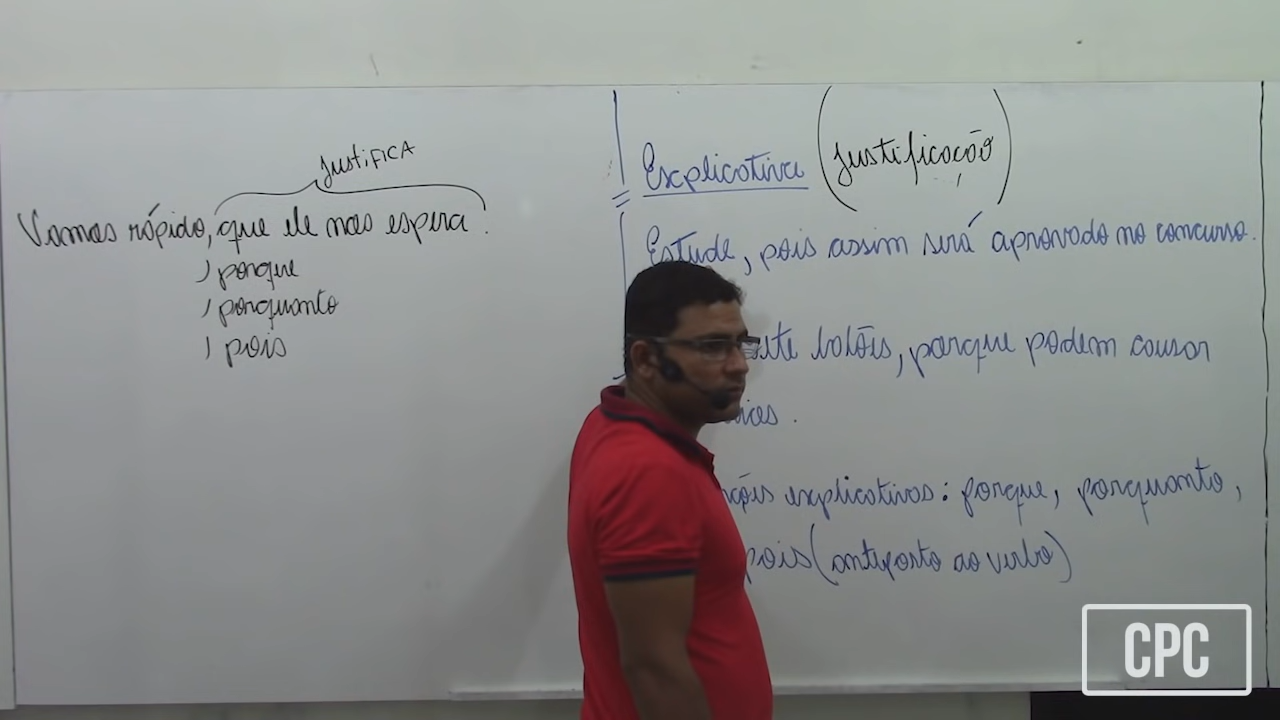 JUSTIFICA
Vamos rápido, que ele nos espera.
, porque
, porquanto
, pois
Explicativa (justificação)
Estude, pois assim será aprovado no concurso.
solte balões, porque podem causar
explicativas: porque, porquanto,
pois (anteposto ao verbo)
CPC